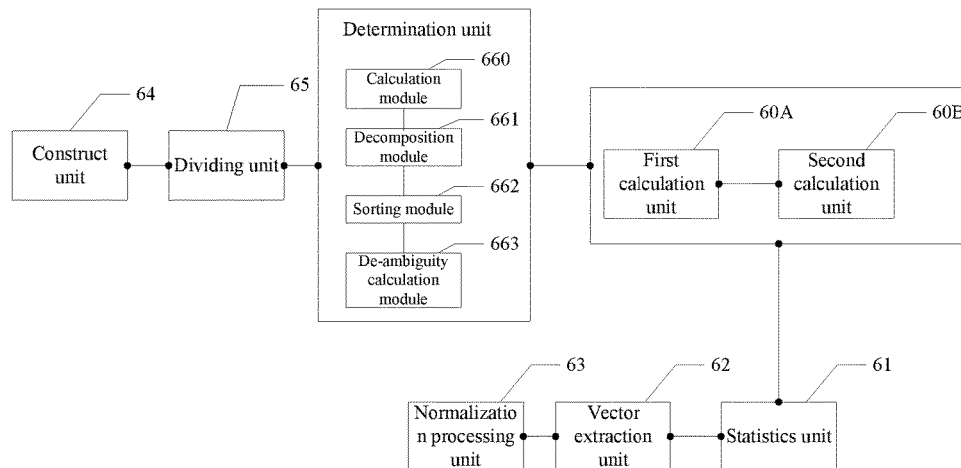 Determination unit
660
Calculation
module
661
Decomposition
module
662
Sorting module
663
De-ambiguity
calculation
module
64
Construct
unit
65
Dividing unit
60A
First
calculation
unit
60B
Second
calculation
unit
63
Normalizatio
n processing
unit
62
Vector
extraction
unit
61
Statistics unit